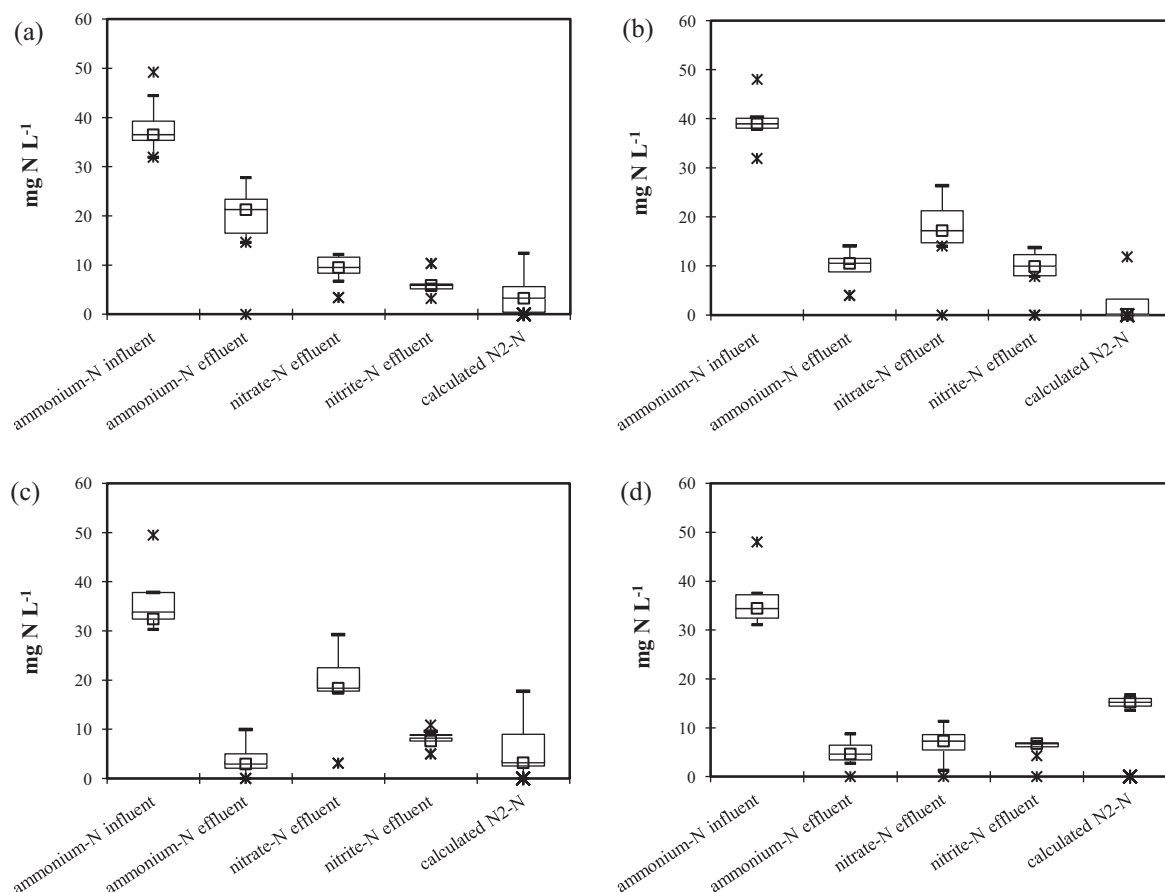 (a)
60
50
40
30
20
10
0
mg N L-1
ammonium-N influent
ammonium-N effluent
nitrate-N effluent
nitrite-N effluent
calculated N2-N
(b)
60
50
40
30
20
10
0
mg N L-1
ammonium-N influent
ammonium-N effluent
nitrate-N effluent
nitrite-N effluent
calculated N2-N
(c)
60
50
40
30
20
10
0
mg N L-1
ammonium-N influent
ammonium-N effluent
nitrate-N effluent
nitrite-N effluent
calculated N2-N
(d)
60
50
40
30
20
10
0
mg N L-1
ammonium-N influent
ammonium-N effluent
nitrate-N effluent
nitrite-N effluent
calculated N2-N